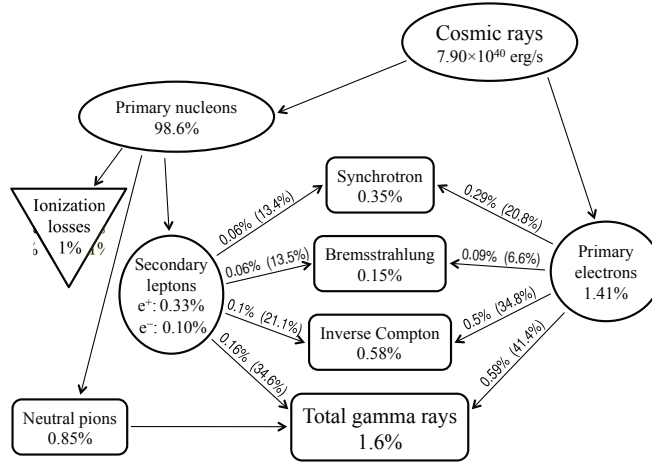 Cosmic rays
7.90×10⁴⁰ erg/s
Primary nucleons
98.6%
Ionization
losses
1%
Synchrotron
0.35%
0.06% (13.4%)
0.29% (20.8%)
Secondary
leptons
e⁺: 0.33%
e⁻: 0.10%
0.06% (13.5%)
Bremsstrahlung
0.15%
0.09% (6.6%)
Primary
electrons
1.41%
0.1% (21.1%)
Inverse Compton
0.58%
0.5% (34.8%)
0.16% (34.6%)
0.59% (41.4%)
Neutral pions
0.85%
Total gamma rays
1.6%